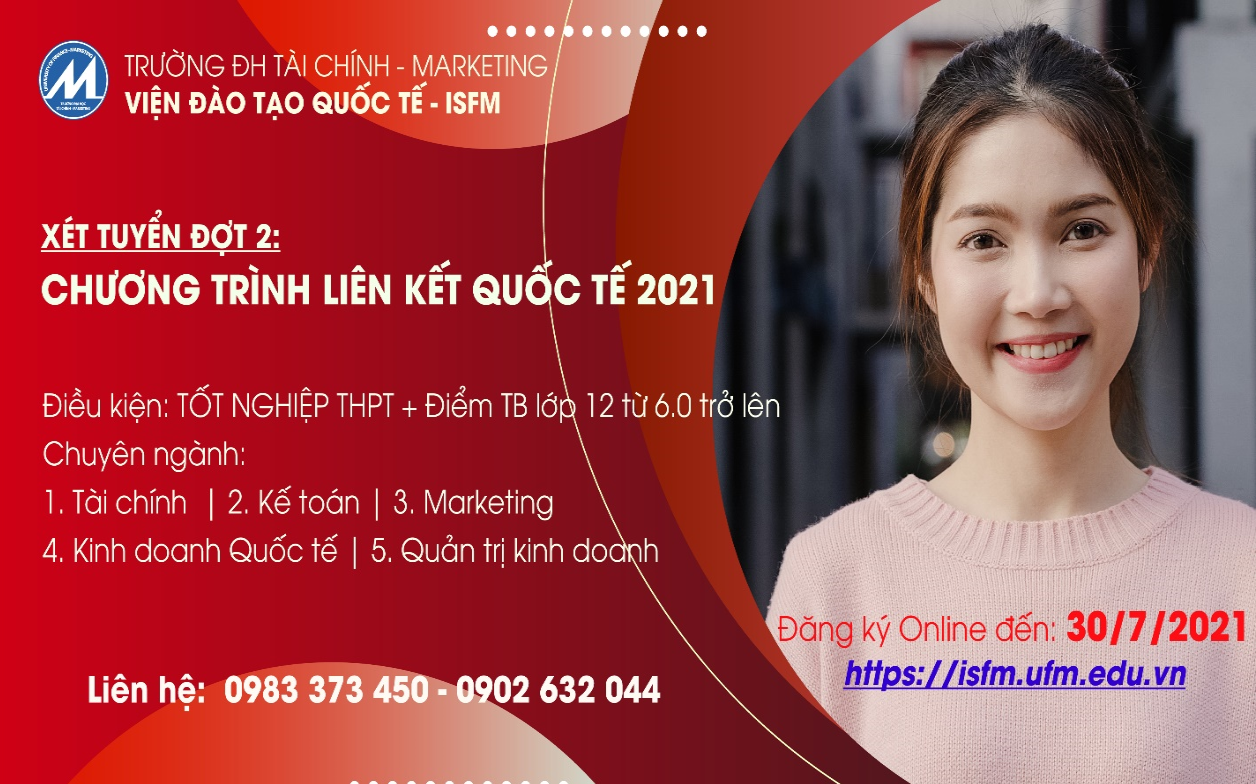 TRƯỜNG ĐH TÀI CHÍNH - MARKETING
VIỆN ĐÀO TẠO QUỐC TẾ - ISFM
XÉT TUYỂN ĐỢT 2:
CHƯƠNG TRÌNH LIÊN KẾT QUỐC TẾ 2021
Điều kiện: TỐT NGHIỆP THPT + Điểm TB lớp 12 từ 6.0 trở lên
Chuyên ngành:
1. Tài chính | 2. Kế toán | 3. Marketing
4. Kinh doanh Quốc tế | 5. Quản trị kinh doanh
Đăng ký Online đến: 30/7/2021
https://isfm.ufm.edu.vn
Liên hệ: 0983 373 450 - 0902 632 044